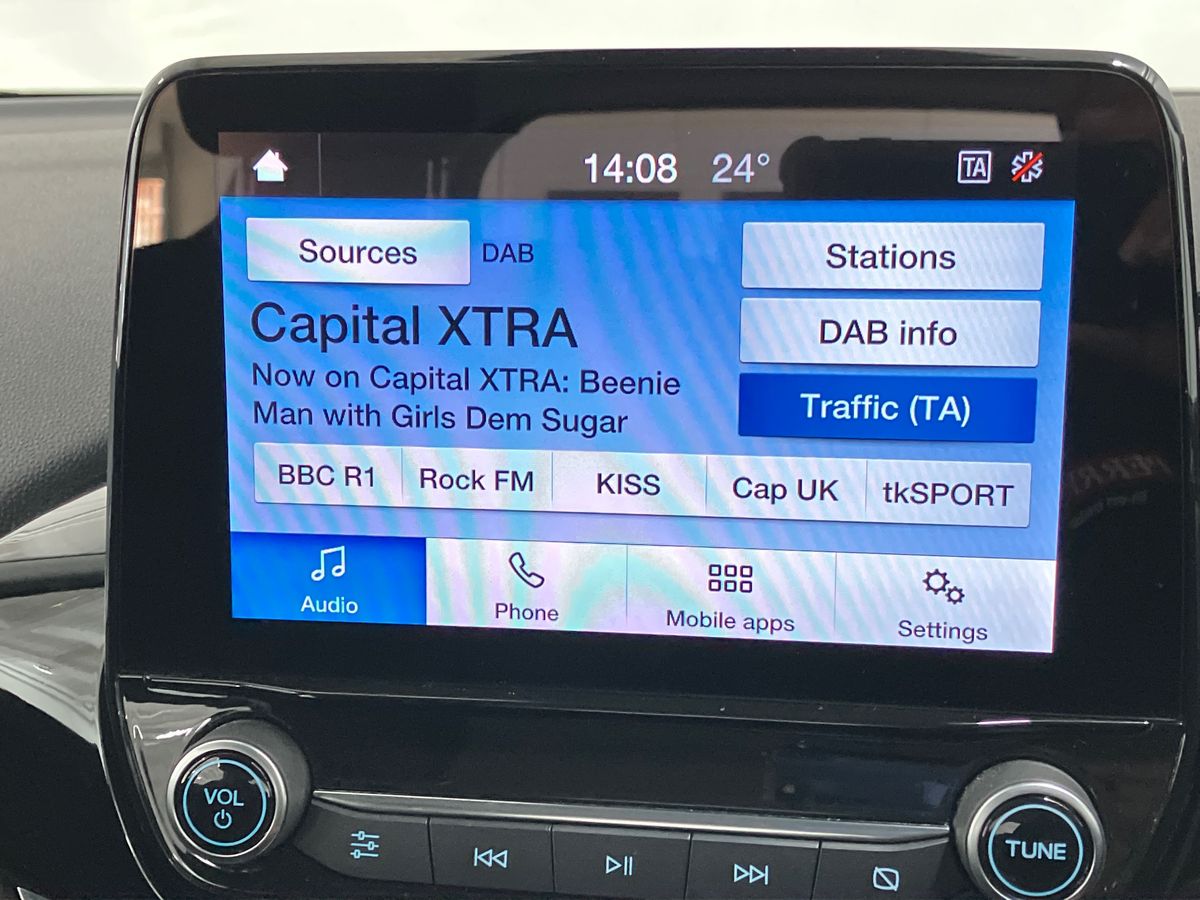 14:08 24° TA
Sources DAB Stations
Capital XTRA
DAB info
Now on Capital XTRA: Beenie
Man with Girls Dem Sugar
Traffic (TA)
BBC R1 Rock FM KISS Cap UK tkSPORT
Audio Phone Mobile apps Settings
VOL
TUNE